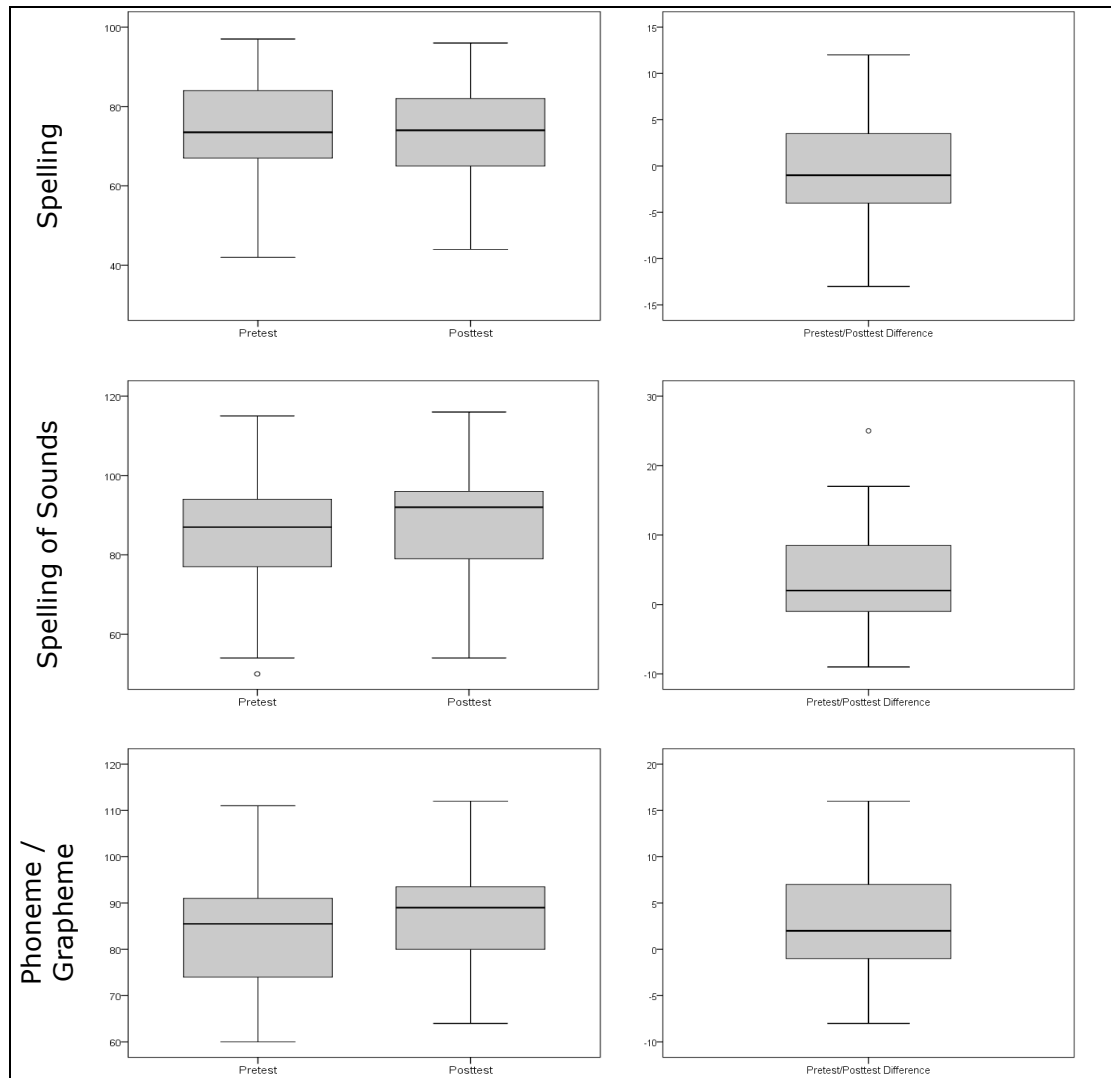 Spelling
100
80
60
40
Pretest
Posttest
15
10
5
0
-5
-10
-15
Prestest/Posttest Difference
Spelling of Sounds
120
100
80
60
Pretest
Posttest
30
20
10
0
-10
Pretest/Posttest Difference
Phoneme /
Grapheme
120
110
100
90
80
70
60
Pretest
Posttest
20
15
10
5
0
-5
-10
Pretest/Posttest Difference